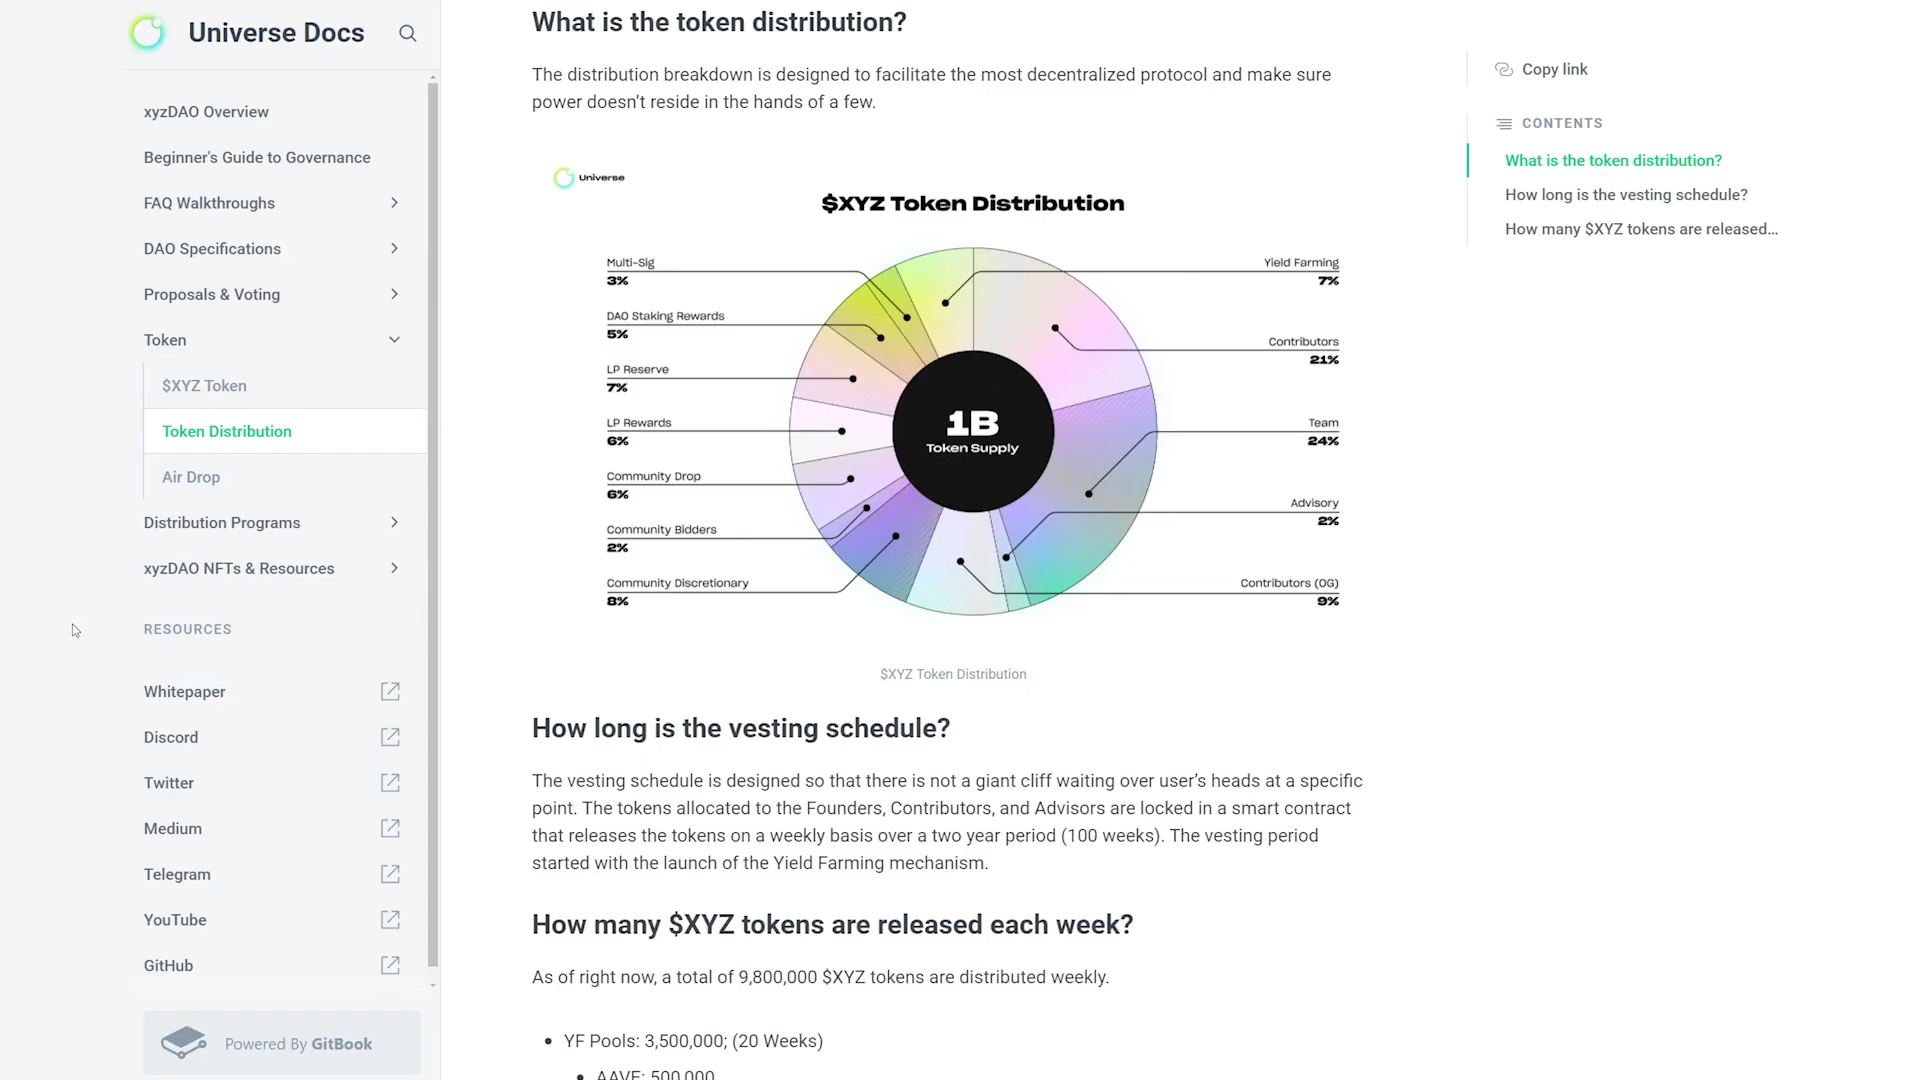 Universe Docs
xyzDAO Overview
Beginner's Guide to Governance
FAQ Walkthroughs
DAO Specifications
Proposals & Voting
Token
$XYZ Token
Token Distribution
Air Drop
Distribution Programs
xyzDAO NFTs & Resources
RESOURCES
Whitepaper
Discord
Twitter
Medium
Telegram
YouTube
GitHub
Powered By GitBook
What is the token distribution?
The distribution breakdown is designed to facilitate the most decentralized protocol and make sure
power doesn’t reside in the hands of a few.
Universe
$XYZ Token Distribution
Multi-Sig
3%
DAO Staking Rewards
5%
LP Reserve
7%
LP Rewards
6%
Community Drop
6%
Community Bidders
2%
Community Discretionary
8%
1B
Token Supply
Yield Farming
7%
Contributors
21%
Team
24%
Advisory
2%
Contributors (OG)
9%
$XYZ Token Distribution
How long is the vesting schedule?
The vesting schedule is designed so that there is not a giant cliff waiting over user’s heads at a specific
point. The tokens allocated to the Founders, Contributors, and Advisors are locked in a smart contract
that releases the tokens on a weekly basis over a two year period (100 weeks). The vesting period
started with the launch of the Yield Farming mechanism.
How many $XYZ tokens are released each week?
As of right now, a total of 9,800,000 $XYZ tokens are distributed weekly.
YF Pools: 3,500,000; (20 Weeks)
AAVE: 500,000
Copy link
CONTENTS
What is the token distribution?
How long is the vesting schedule?
How many $XYZ tokens are released...